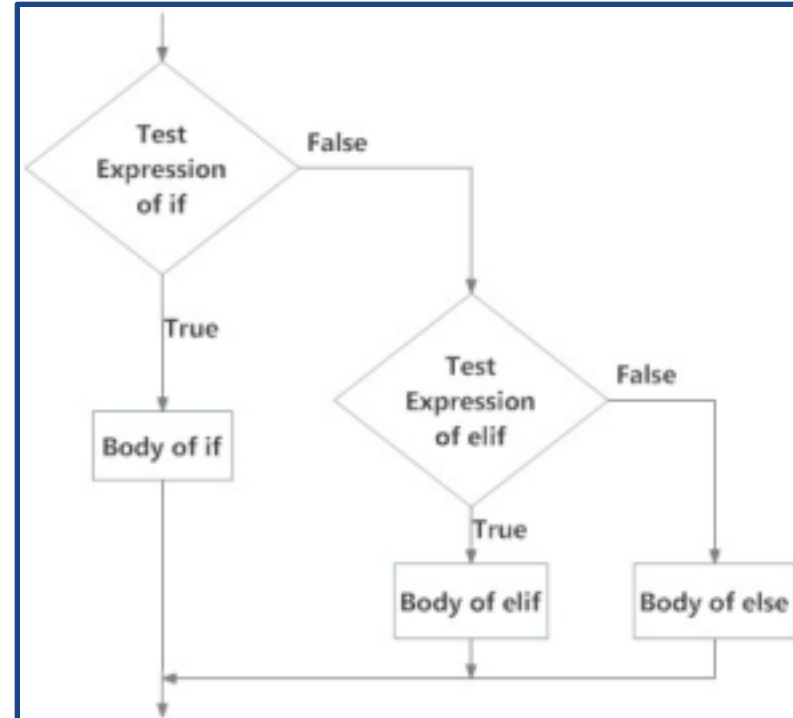 Test
Expression
of if
False
True
Body of if
Test
Expression
of elif
False
True
Body of elif
Body of else